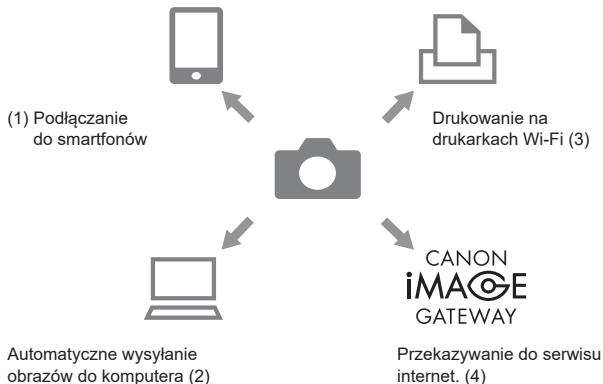 (1) Podłączanie
do smartfonów
Drukowanie na
drukarkach Wi-Fi (3)
CANON
iMAGE
GATEWAY
Automatyczne wysyłanie
obrazów do komputera (2)
Przekazywanie do serwisu
internet. (4)